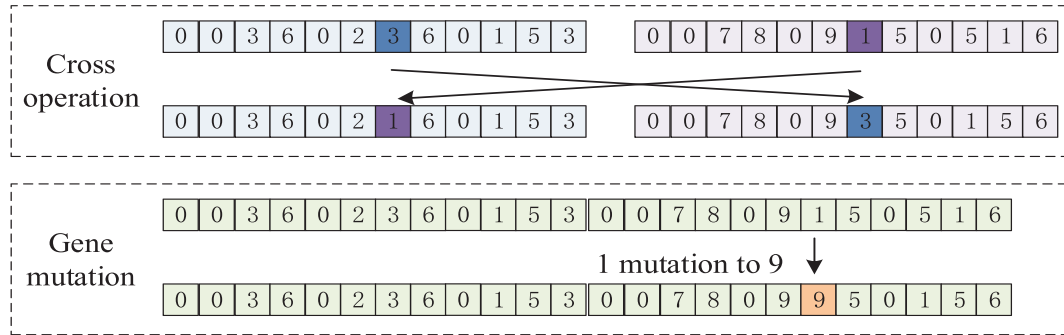 0 0 3 6 0 2 3 6 0 1 5 3 0 0 7 8 0 9 1 5 0 5 1 6
Cross
operation
0 0 3 6 0 2 1 6 0 1 5 3 0 0 7 8 0 9 3 5 0 1 5 6
0 0 3 6 0 2 3 6 0 1 5 3 0 0 7 8 0 9 1 5 0 5 1 6
Gene
mutation
1 mutation to 9
0 0 3 6 0 2 3 6 0 1 5 3 0 0 7 8 0 9 9 5 0 1 5 6